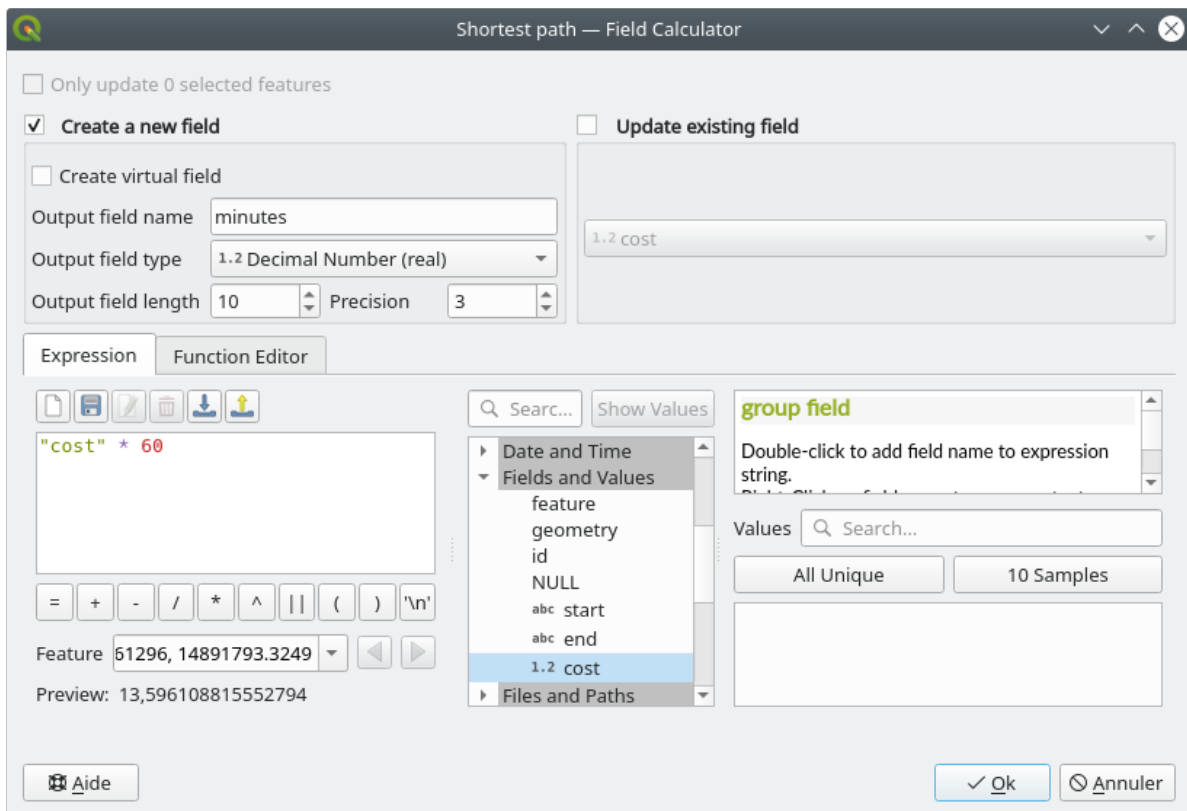 Shortest path — Field Calculator
Only update 0 selected features
Create a new field
Update existing field
Create virtual field
Output field name minutes
1.2 cost
Output field type 1.2 Decimal Number (real)
Output field length 10 Precision 3
Expression Function Editor
"cost" * 60
= + - / * ^ || ( ) '\n'
Feature 61296, 14891793.3249
Preview: 13,596108815552794
Searc... Show Values
Date and Time
Fields and Values
feature
geometry
id
NULL
abc start
abc end
1.2 cost
Files and Paths
group field
Double-click to add field name to expression
string.
Values Search...
All Unique 10 Samples
Aide
Ok Annuler